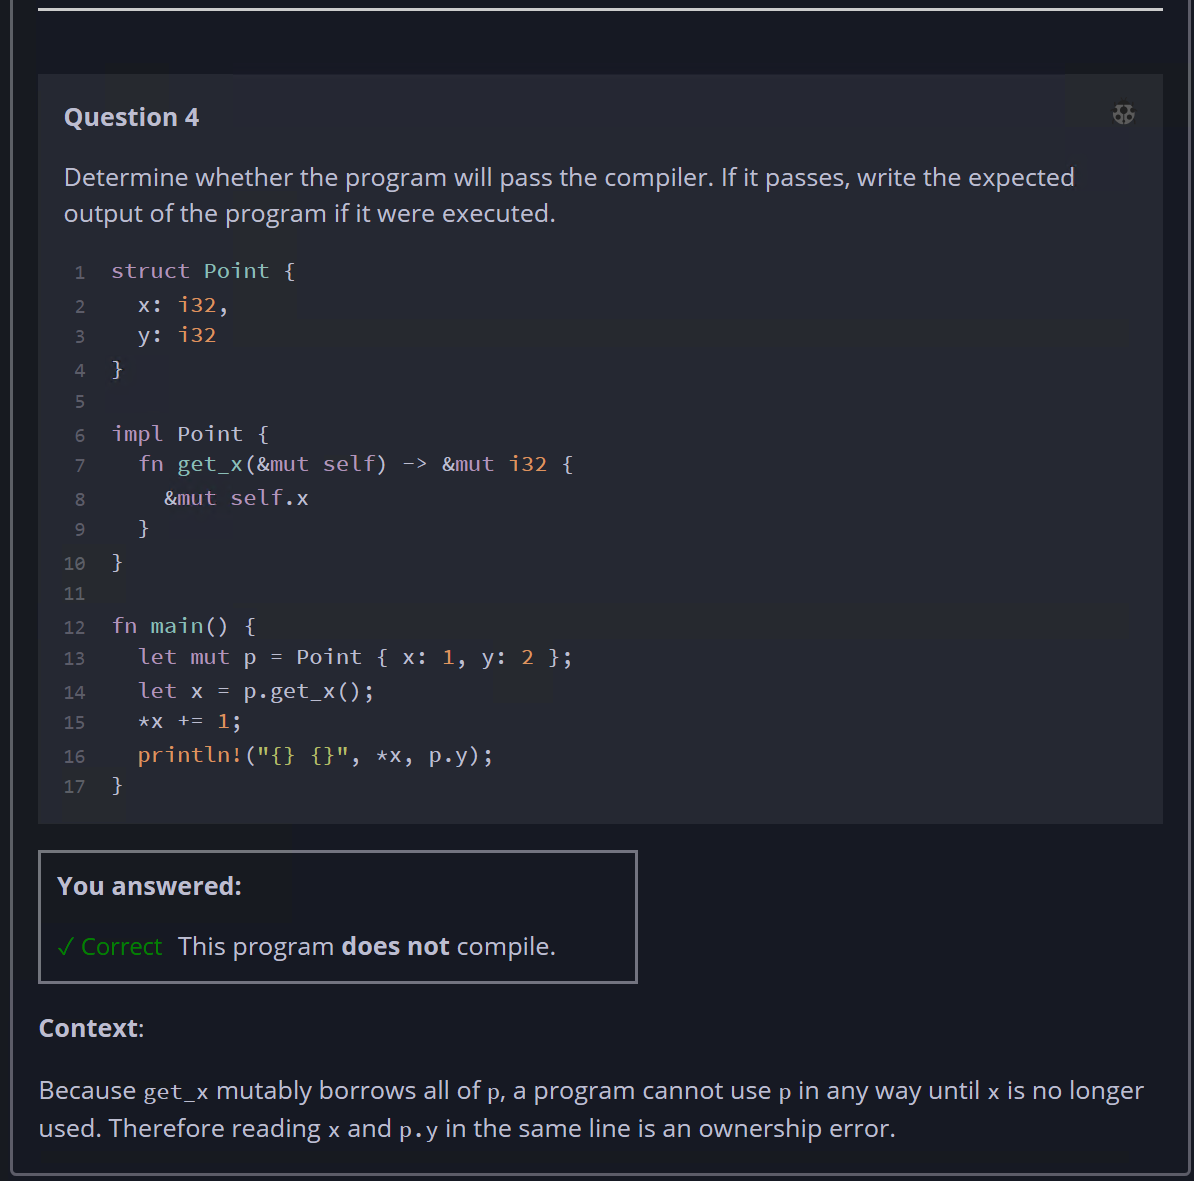 Question 4
Determine whether the program will pass the compiler. If it passes, write the expected
output of the program if it were executed.
1 struct Point {
2   x: i32,
3   y: i32
4 }
5
6 impl Point {
7   fn get_x(&mut self) -> &mut i32 {
8     &mut self.x
9   }
10 }
11
12 fn main() {
13   let mut p = Point { x: 1, y: 2 };
14   let x = p.get_x();
15   *x += 1;
16   println!("{} {}", *x, p.y);
17 }
You answered:
✓ Correct This program does not compile.
Context:
Because get_x mutably borrows all of p, a program cannot use p in any way until x is no longer
used. Therefore reading x and p.y in the same line is an ownership error.